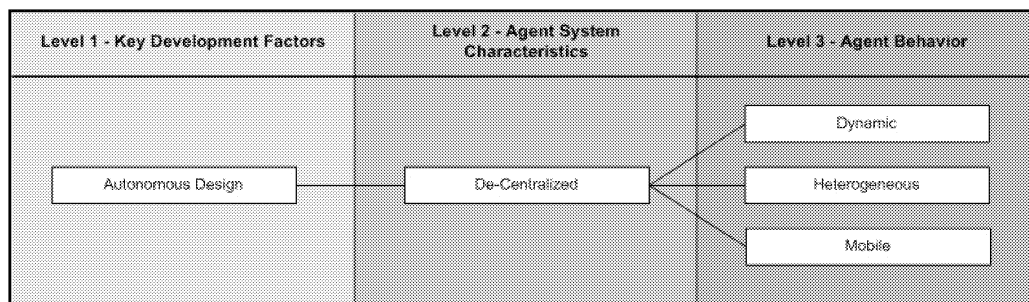 Level 1 - Key Development Factors
Level 2 - Agent System
Characteristics
Level 3 - Agent Behavior
Autonomous Design
De-Centralized
Dynamic
Heterogeneous
Mobile